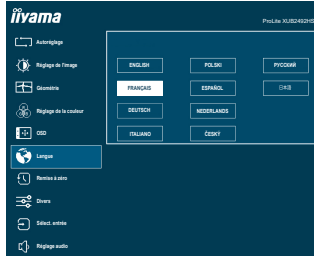 iiyama
ProLite XUB2492HS
Autoréglage
Réglage de l'image
Géométrie
Réglage de la couleur
OSD
Langue
Remise à zéro
Divers
Sélect. entrée
Réglage audio
ENGLISH
POLSKI
РУССКИЙ
FRANÇAIS
ESPAÑOL
日本語
DEUTSCH
NEDERLANDS
ITALIANO
ČESKÝ